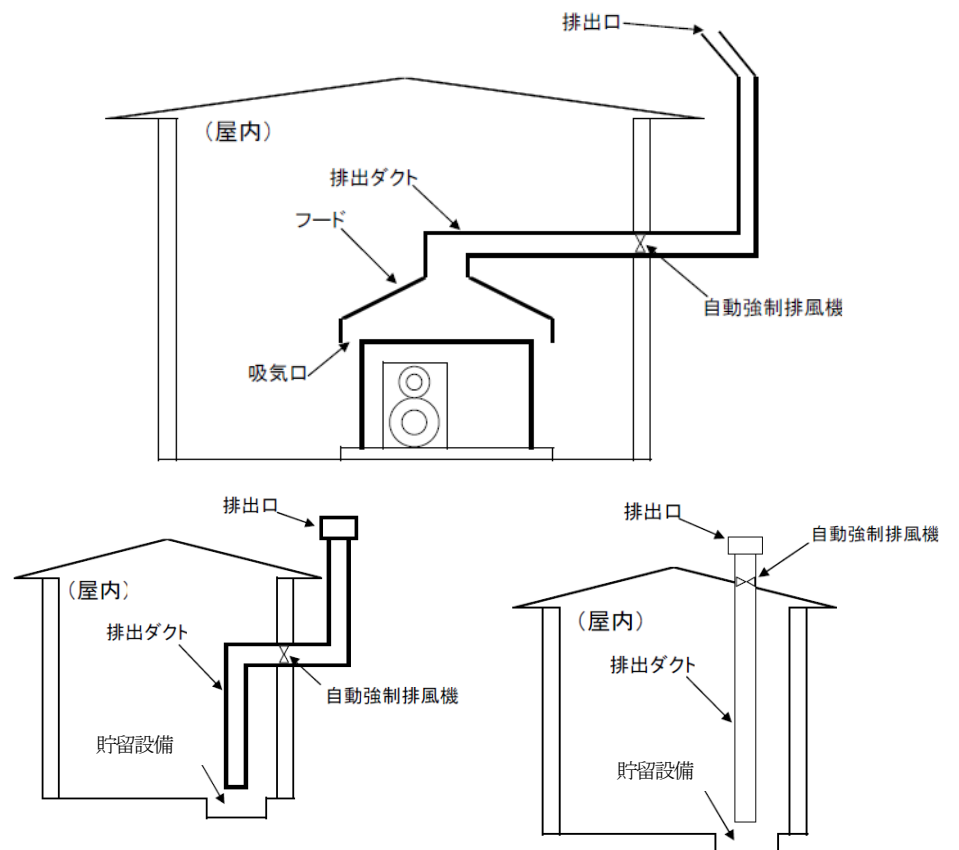 排出口
（屋内）
排出ダクト
フード
自動強制排風機
吸気口
排出口
（屋内）
排出ダクト
自動強制排風機
貯留設備
排出口
自動強制排風機
（屋内）
排出ダクト
貯留設備